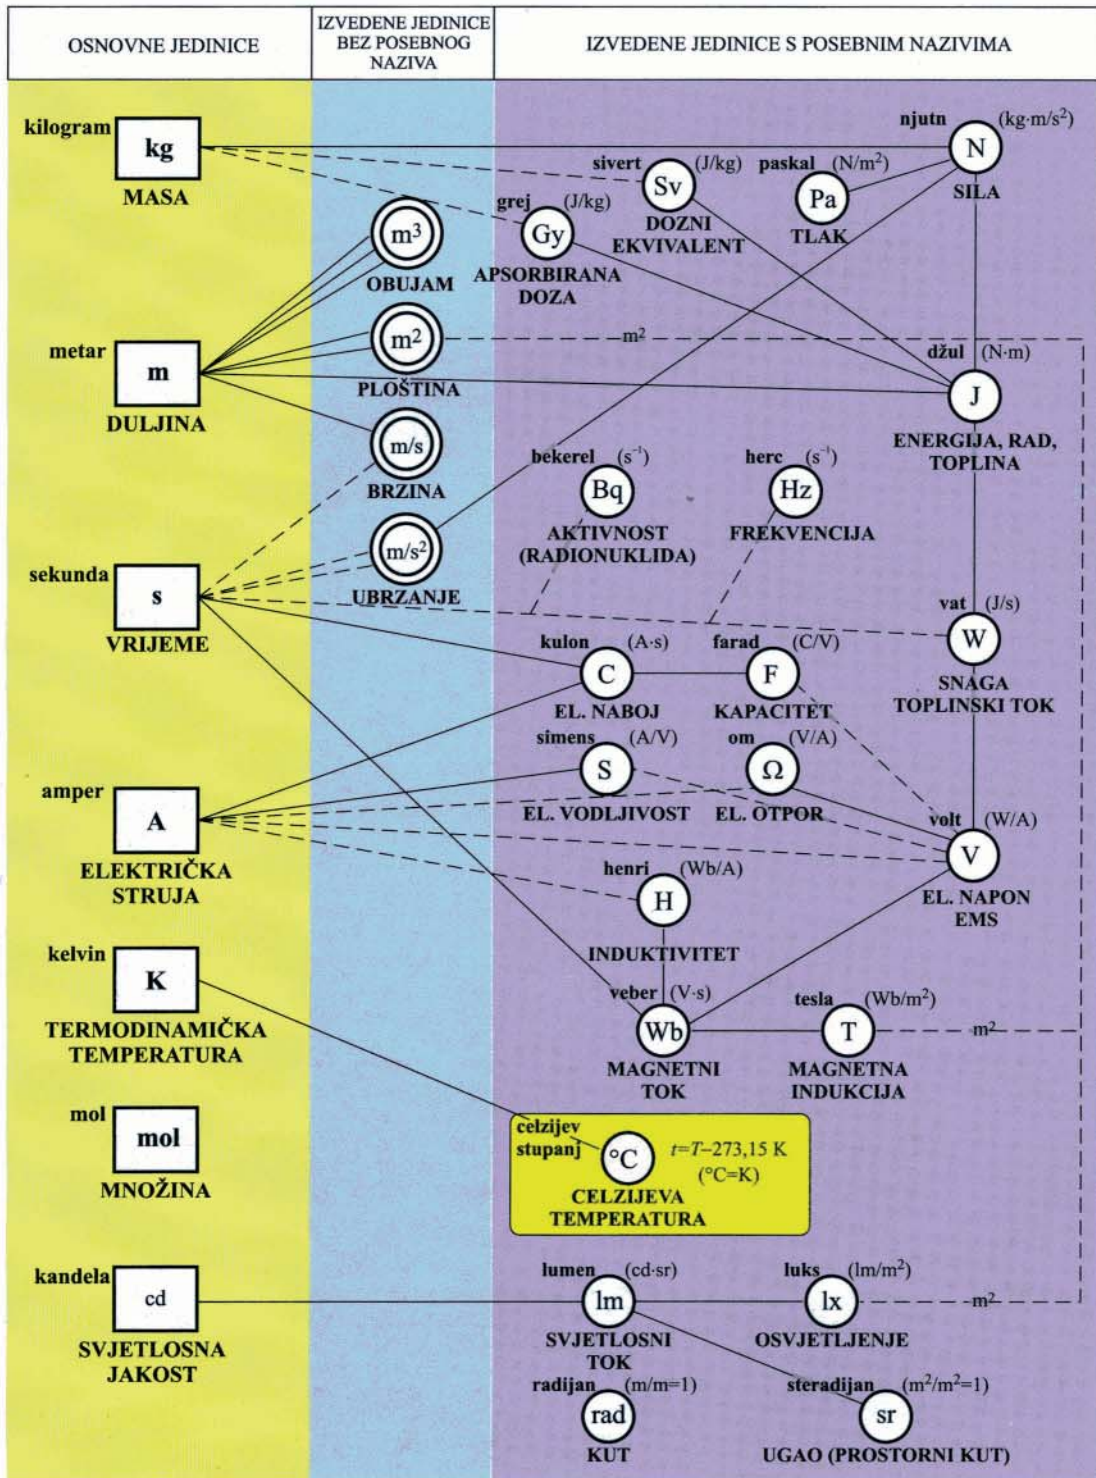 OSNOVNE JEDINICE
IZVEDENE JEDINICE
BEZ POSEBNOG
NAZIVA
IZVEDENE JEDINICE S POSEBNIM NAZIVIMA
kilogram
kg
MASA
njutn
(kg·m/s²)
N
SILA
sivert
(J/kg)
Sv
DOZNI
EKVIVALENT
paskal
(N/m²)
Pa
TLAK
grej
(J/kg)
Gy
APSORBIRANA
DOZA
m³
OBUJAM
m²
PLOŠTINA
m²
metar
m
DULJINA
džul
(N·m)
J
ENERGIJA, RAD,
TOPLINA
m/s
BRZINA
bekerel
(s⁻¹)
Bq
AKTIVNOST
(RADIONUKLIDA)
herc
(s⁻¹)
Hz
FREKVENCIJA
m/s²
UBRZANJE
sekunda
s
VRIJEME
vat
(J/s)
W
SNAGA
TOPLINSKI TOK
kulon
(A·s)
C
EL. NABOJ
farad
(C/V)
F
KAPACITET
simens
(A/V)
S
EL. VODLJIVOST
om
(V/A)
Ω
EL. OTPOR
amper
A
ELEKTRIČKA
STRUJA
volt
(W/A)
V
EL. NAPON
EMS
henri
(Wb/A)
H
INDUKTIVITET
kelvin
K
TERMODINAMIČKA
TEMPERATURA
veber
(V·s)
Wb
MAGNETNI
TOK
tesla
(Wb/m²)
T
MAGNETNA
INDUKCIJA
m²
mol
mol
MNOŽINA
celzijev
stupanj
°C
t=T–273,15 K
(°C=K)
CELZIJEVA
TEMPERATURA
kandela
cd
SVJETLOSNA
JAKOST
lumen
(cd·sr)
lm
SVJETLOSNI
TOK
luks
(lm/m²)
lx
OSVJETLJENJE
m²
radijan
(m/m=1)
rad
KUT
steradijan
(m²/m²=1)
sr
UGAO (PROSTORNI KUT)